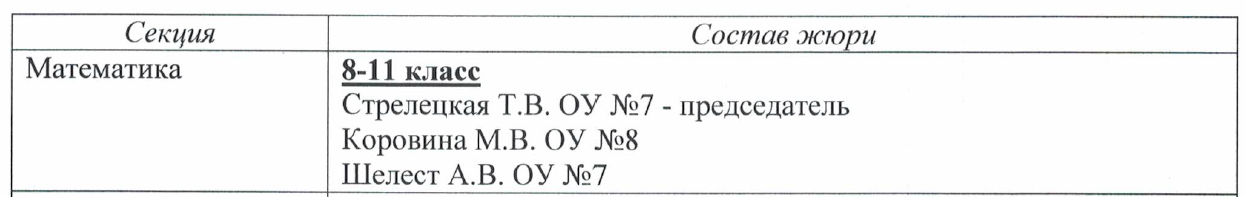 Секция Состав жюри
Математика 8-11 класс
Стрелецкая Т.В. ОУ №7 - председатель
Коровина М.В. ОУ №8
Шелест А.В. ОУ №7